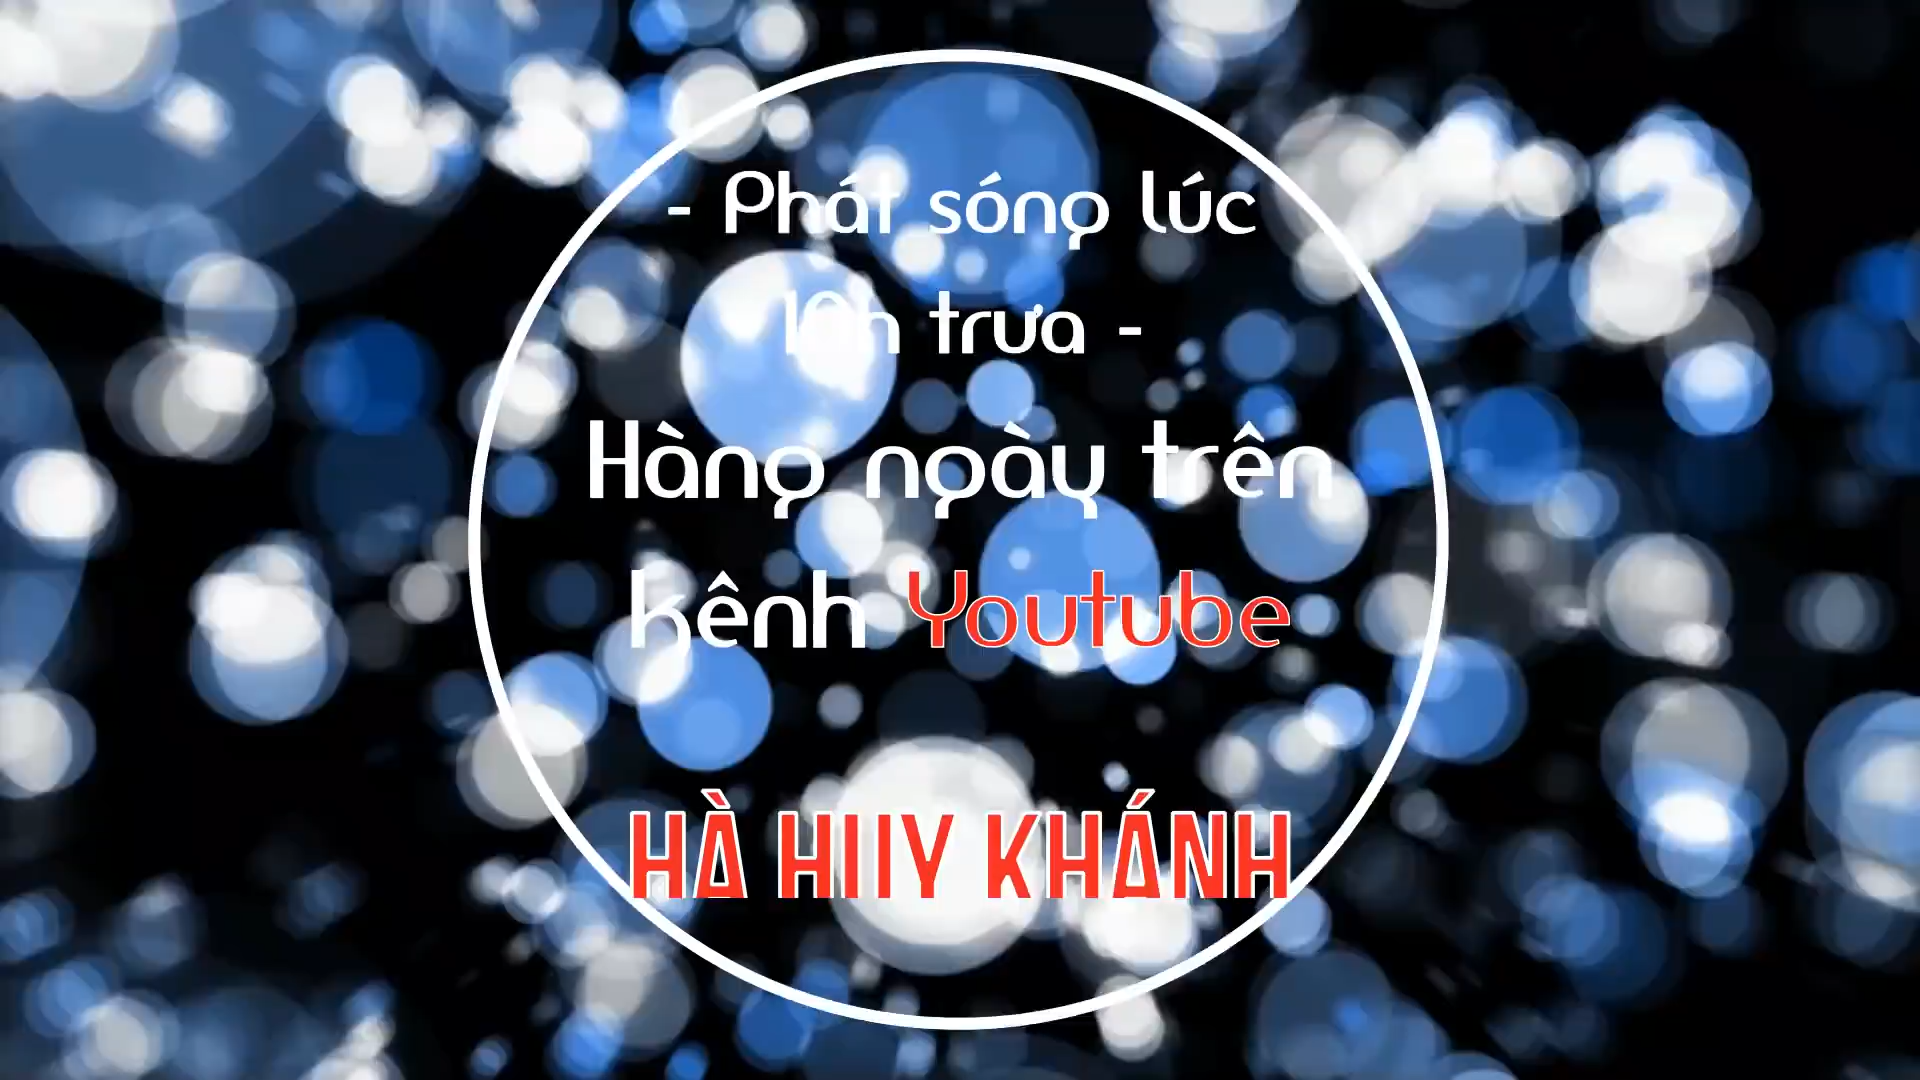 - Phát sóng lúc
trưa -
Hàng ngày trên
kênh Youtube
HÀ HUY KHÁNH